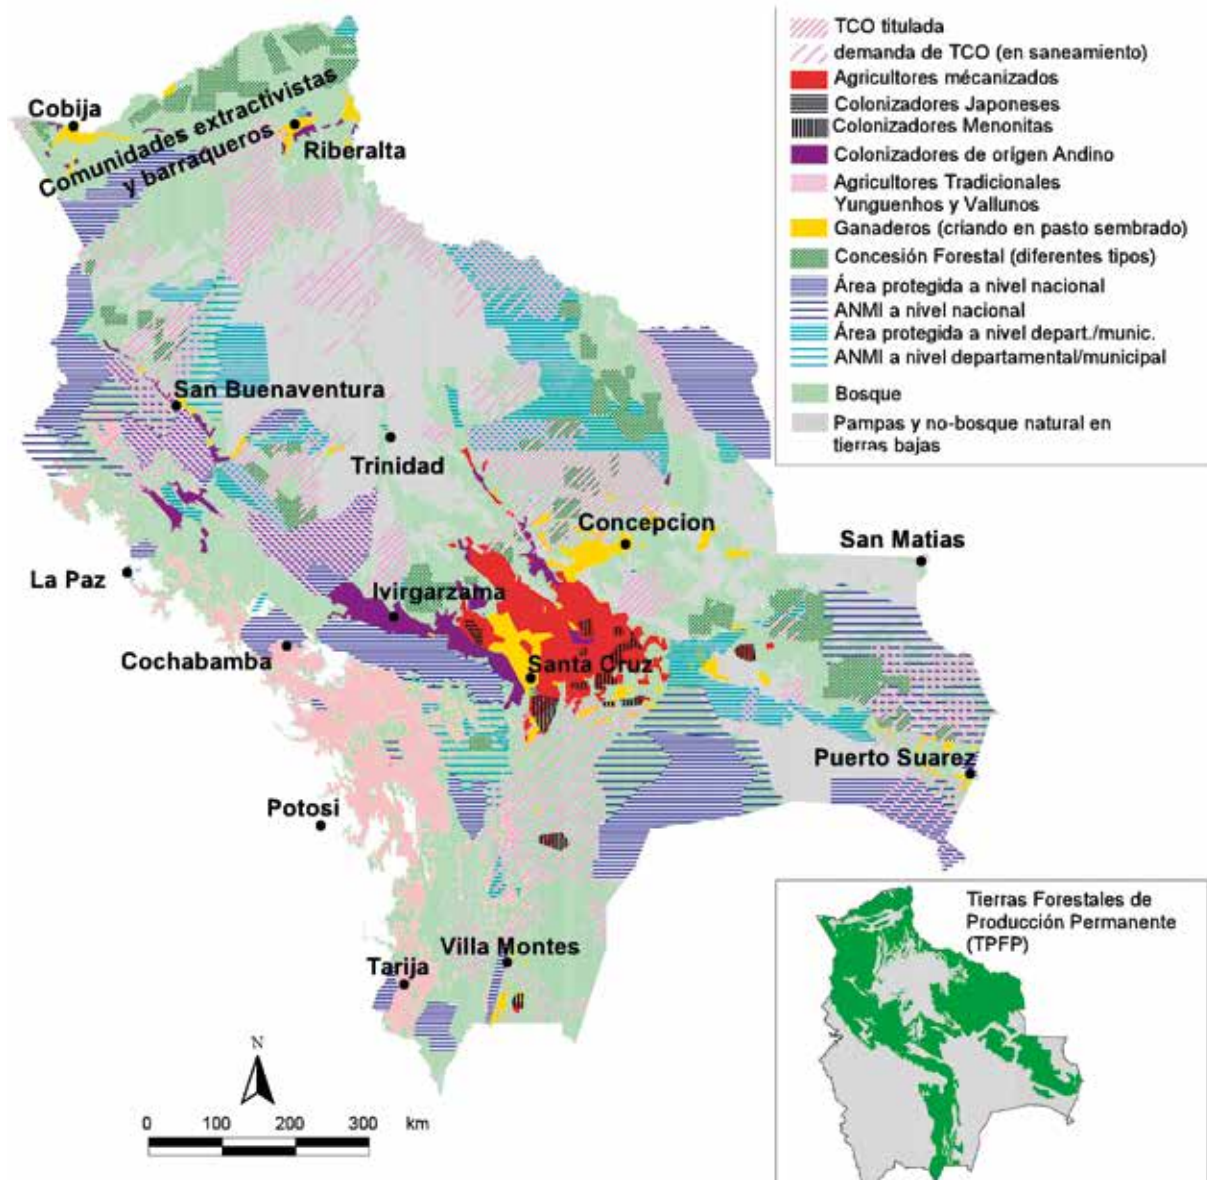 TCO titulada
demanda de TCO (en saneamiento)
Agricultores mécanizados
Colonizadores Japoneses
Colonizadores Menonitas
Colonizadores de orígen Andino
Agricultores Tradicionales
Yunguenhos y Vallunos
Ganaderos (criando en pasto sembrado)
Concesión Forestal (diferentes tipos)
Área protegida a nivel nacional
ANMI a nivel nacional
Área protegida a nivel depart./munic.
ANMI a nivel departamental/municipal
Bosque
Pampas y no-bosque natural en
tierras bajas
Cobija
Comunidades extractivistas
y barraqueros
Riberalta
San Buenaventura
Trinidad
Concepcion
San Matias
La Paz
Ivirgarzama
Cochabamba
Santa Cruz
Puerto Suarez
Potosi
Villa Montes
Tarija
N
0 100 200 300 km
Tierras Forestales de
Producción Permanente
(TPFP)